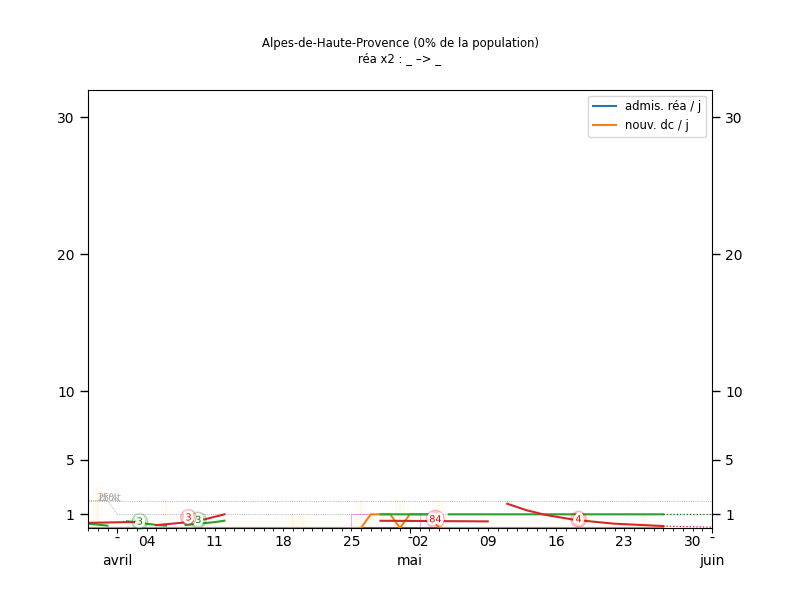 Alpes-de-Haute-Provence (0% de la population)
réa x2 : _ –> _
admis. réa / j
nouv. dc / j
30 30
20 20
10 10
5 5
1 1
3 3 3 84 4
04 11 18 25 02 09 16 23 30
avril mai juin